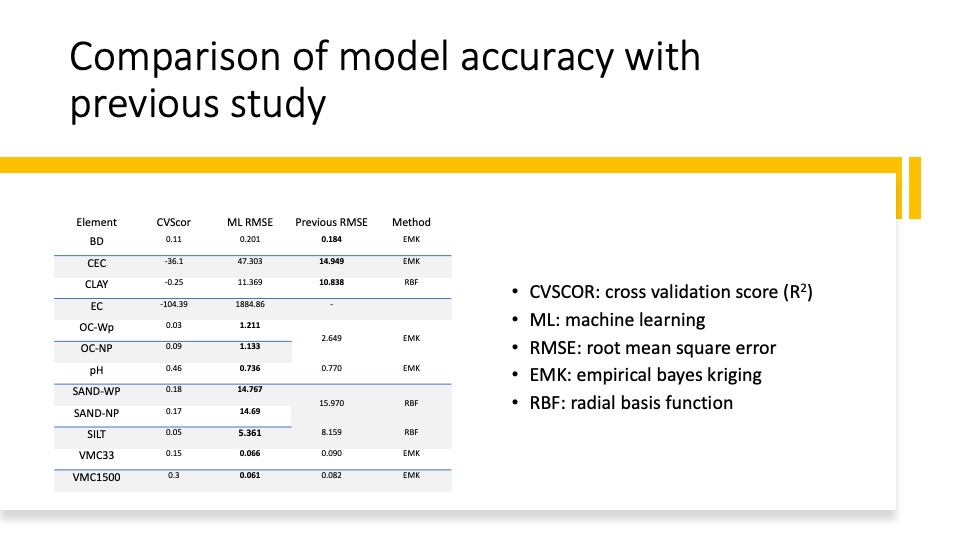 Comparison of model accuracy with
previous study
Element CVScor ML RMSE Previous RMSE Method
BD 0.11 0.201 0.184 EMK
CEC -36.1 47.303 14.949 EMK
CLAY -0.25 11.369 10.838 RBF
EC -104.39 1884.86 -
OC-Wp 0.03 1.211
2.649 EMK
OC-NP 0.09 1.133
pH 0.46 0.736 0.770 EMK
SAND-WP 0.18 14.767
15.970 RBF
SAND-NP 0.17 14.69
SILT 0.05 5.361 8.159 RBF
VMC33 0.15 0.066 0.090 EMK
VMC1500 0.3 0.061 0.082 EMK
• CVSCOR: cross validation score (R²)
• ML: machine learning
• RMSE: root mean square error
• EMK: empirical bayes kriging
• RBF: radial basis function